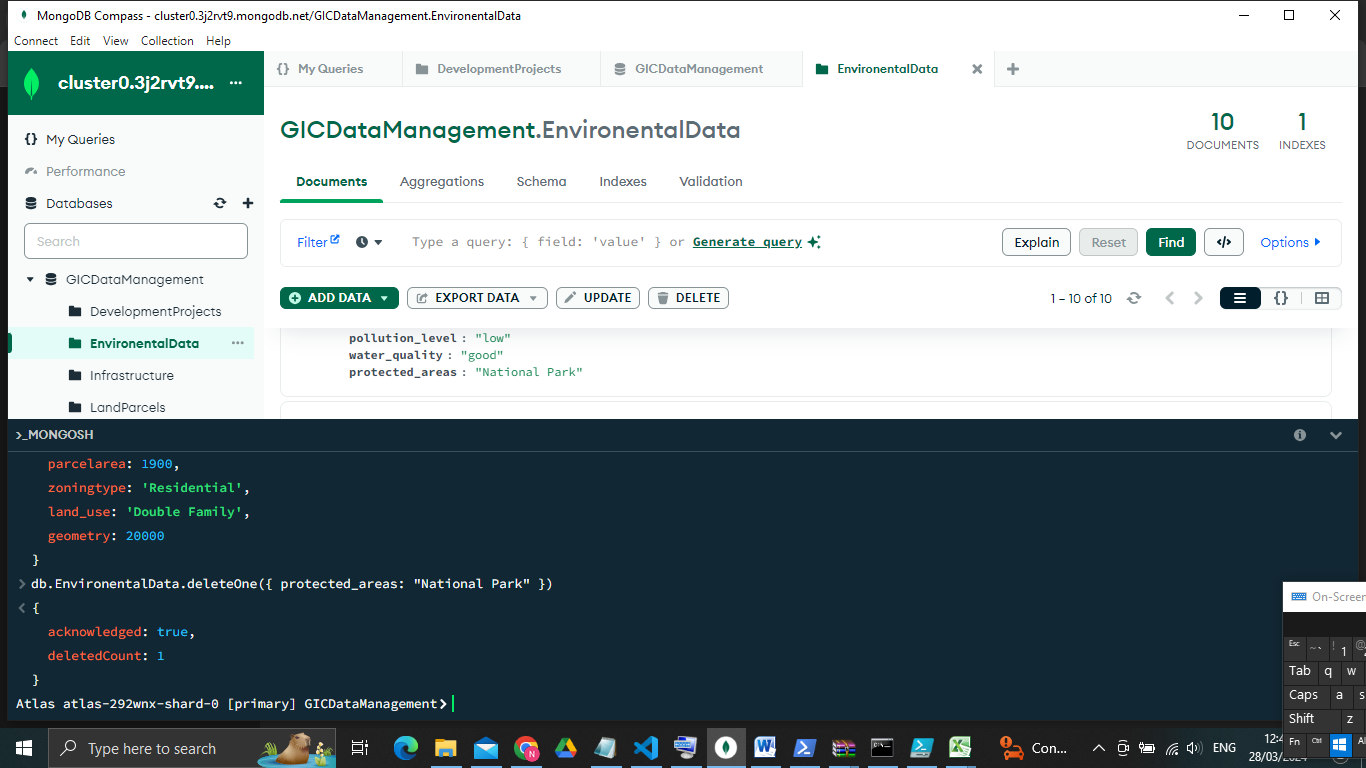 MongoDB Compass - cluster0.3j2rvt9.mongodb.net/GICDataManagement.EnvironentalData
Connect Edit View Collection Help
cluster0.3j2rvt9.... ...
My Queries
Performance
Databases
Search
GICDataManagement
DevelopmentProjects
EnvironentalData ...
Infrastructure
LandParcels
{} My Queries DevelopmentProjects GICDataManagement EnvironentalData
GICDataManagement.EnvironentalData
10 DOCUMENTS 1 INDEXES
Documents Aggregations Schema Indexes Validation
Filter Type a query: { field: 'value' } or Generate query Explain Reset Find </> Options
ADD DATA EXPORT DATA UPDATE DELETE 1 – 10 of 10 {}
pollution_level : "low"
water_quality : "good"
protected_areas : "National Park"
>_MONGOSH
parcelarea: 1900,
zoningtype: 'Residential',
land_use: 'Double Family',
geometry: 20000
}
> db.EnvironentalData.deleteOne({ protected_areas: "National Park" })
< {
acknowledged: true,
deletedCount: 1
}
Atlas atlas-292wnx-shard-0 [primary] GICDataManagement>
On-Screen
Esc ~ ` ! 1 @
Tab q w
Caps a s
Shift z
Fn Ctrl Al
Type here to search Con... ENG 12:4
28/03/2024